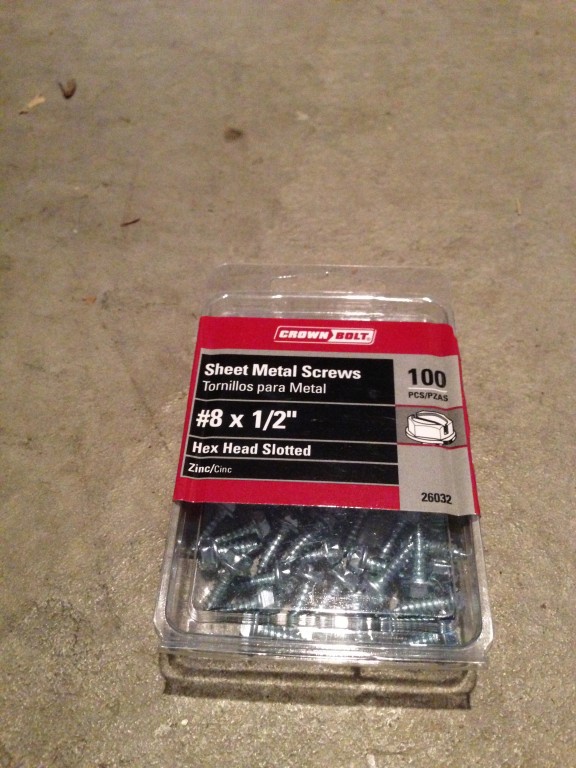 CROWN BOLT
Sheet Metal Screws
Tornillos para Metal
100
PCS/PZAS
#8 x 1/2"
Hex Head Slotted
Zinc/Cinc
26032